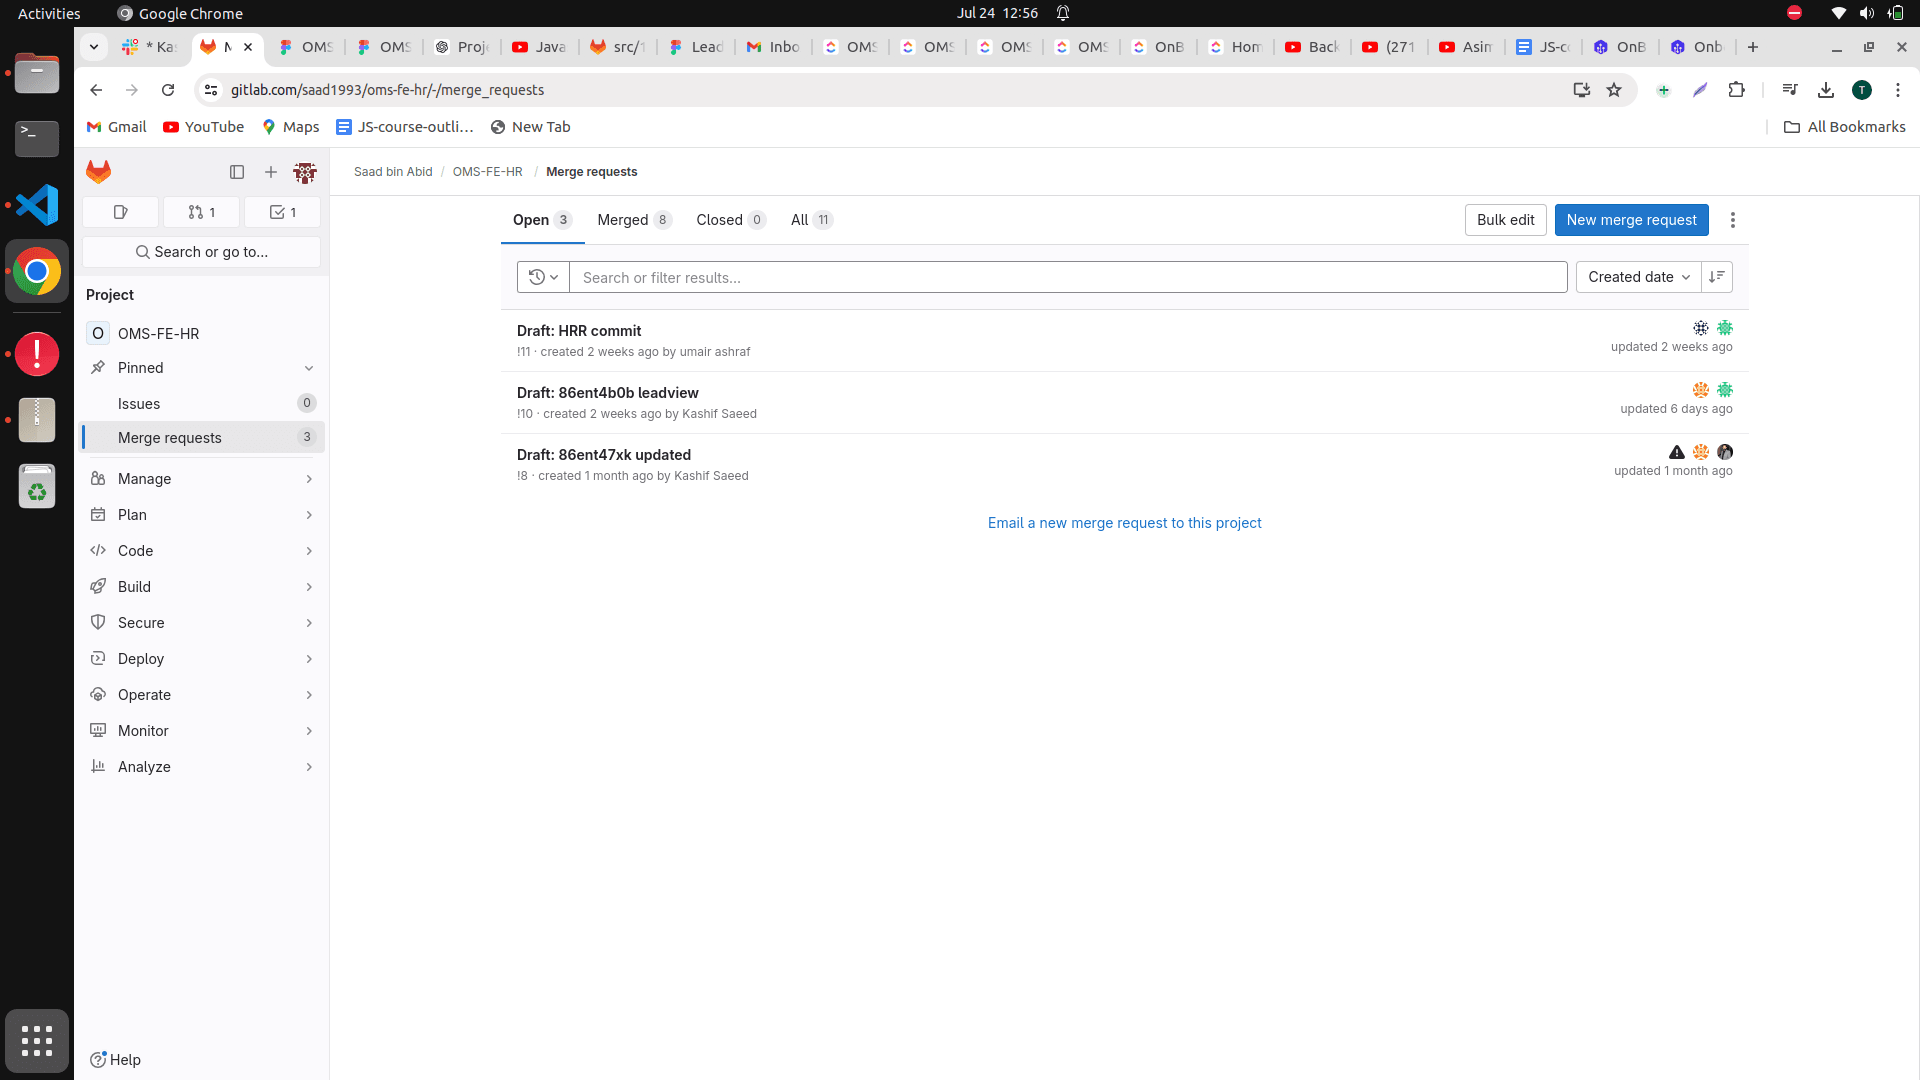 Activities Google Chrome Jul 24 12:56
* Kas OMS OMS Proj Java src/1 Lead Inbo OMS OMS OMS OMS OnB Hom Back (271 Asim JS-co OnB Onb
gitlab.com/saad1993/oms-fe-hr/-/merge_requests T
Gmail YouTube Maps JS-course-outli... New Tab All Bookmarks
Saad bin Abid / OMS-FE-HR / Merge requests
1 1
Search or go to...
Project
O OMS-FE-HR
Pinned
Issues 0
Merge requests 3
Manage
Plan
Code
Build
Secure
Deploy
Operate
Monitor
Analyze
Help
Open 3 Merged 8 Closed 0 All 11 Bulk edit New merge request
Search or filter results... Created date
Draft: HRR commit
!11 · created 2 weeks ago by umair ashraf updated 2 weeks ago
Draft: 86ent4b0b leadview
!10 · created 2 weeks ago by Kashif Saeed updated 6 days ago
Draft: 86ent47xk updated
!8 · created 1 month ago by Kashif Saeed updated 1 month ago
Email a new merge request to this project